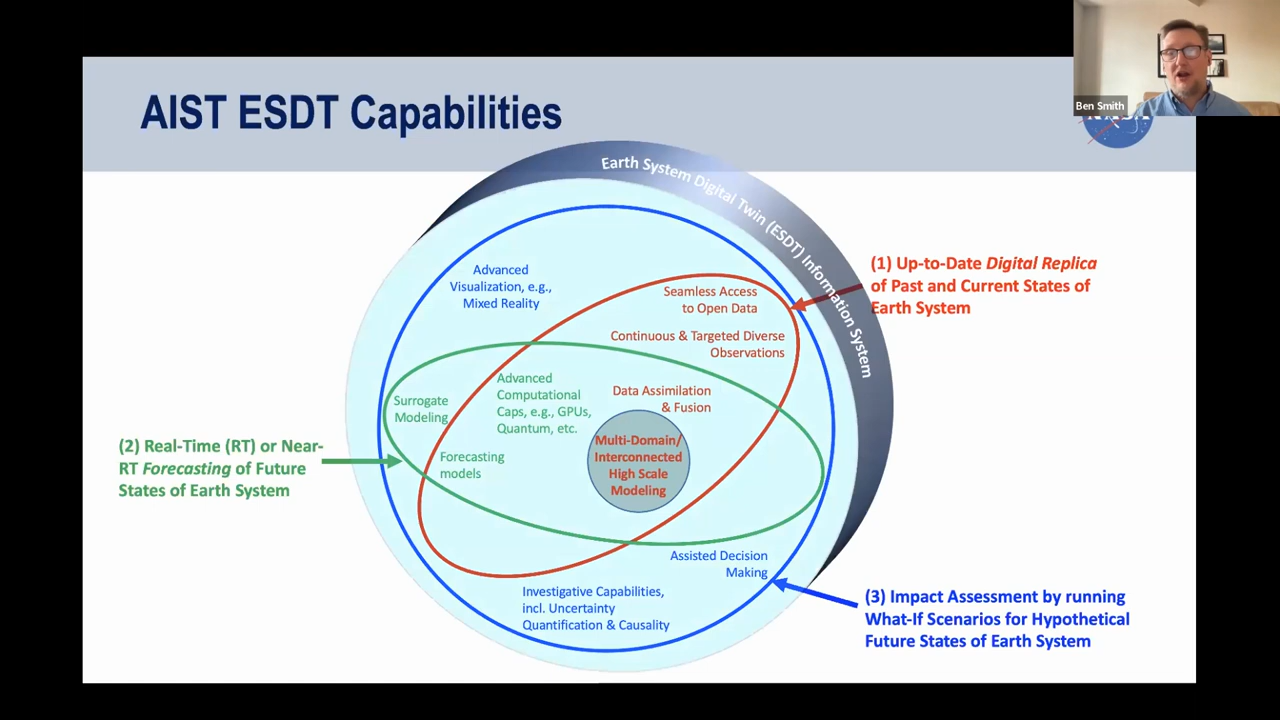 Ben Smith
AIST ESDT Capabilities
Earth System Digital Twin (ESDT) Information System
(1) Up-to-Date Digital Replica
of Past and Current States of
Earth System
Advanced
Visualization, e.g.,
Mixed Reality
Seamless Access
to Open Data
Continuous & Targeted Diverse
Observations
Data Assimilation
& Fusion
Advanced
Computational
Caps, e.g., GPUs,
Quantum, etc.
Surrogate
Modeling
Forecasting
models
Multi-Domain/
Interconnected
High Scale
Modeling
(2) Real-Time (RT) or Near-
RT Forecasting of Future
States of Earth System
Assisted Decision
Making
Investigative Capabilities,
incl. Uncertainty
Quantification & Causality
(3) Impact Assessment by running
What-If Scenarios for Hypothetical
Future States of Earth System